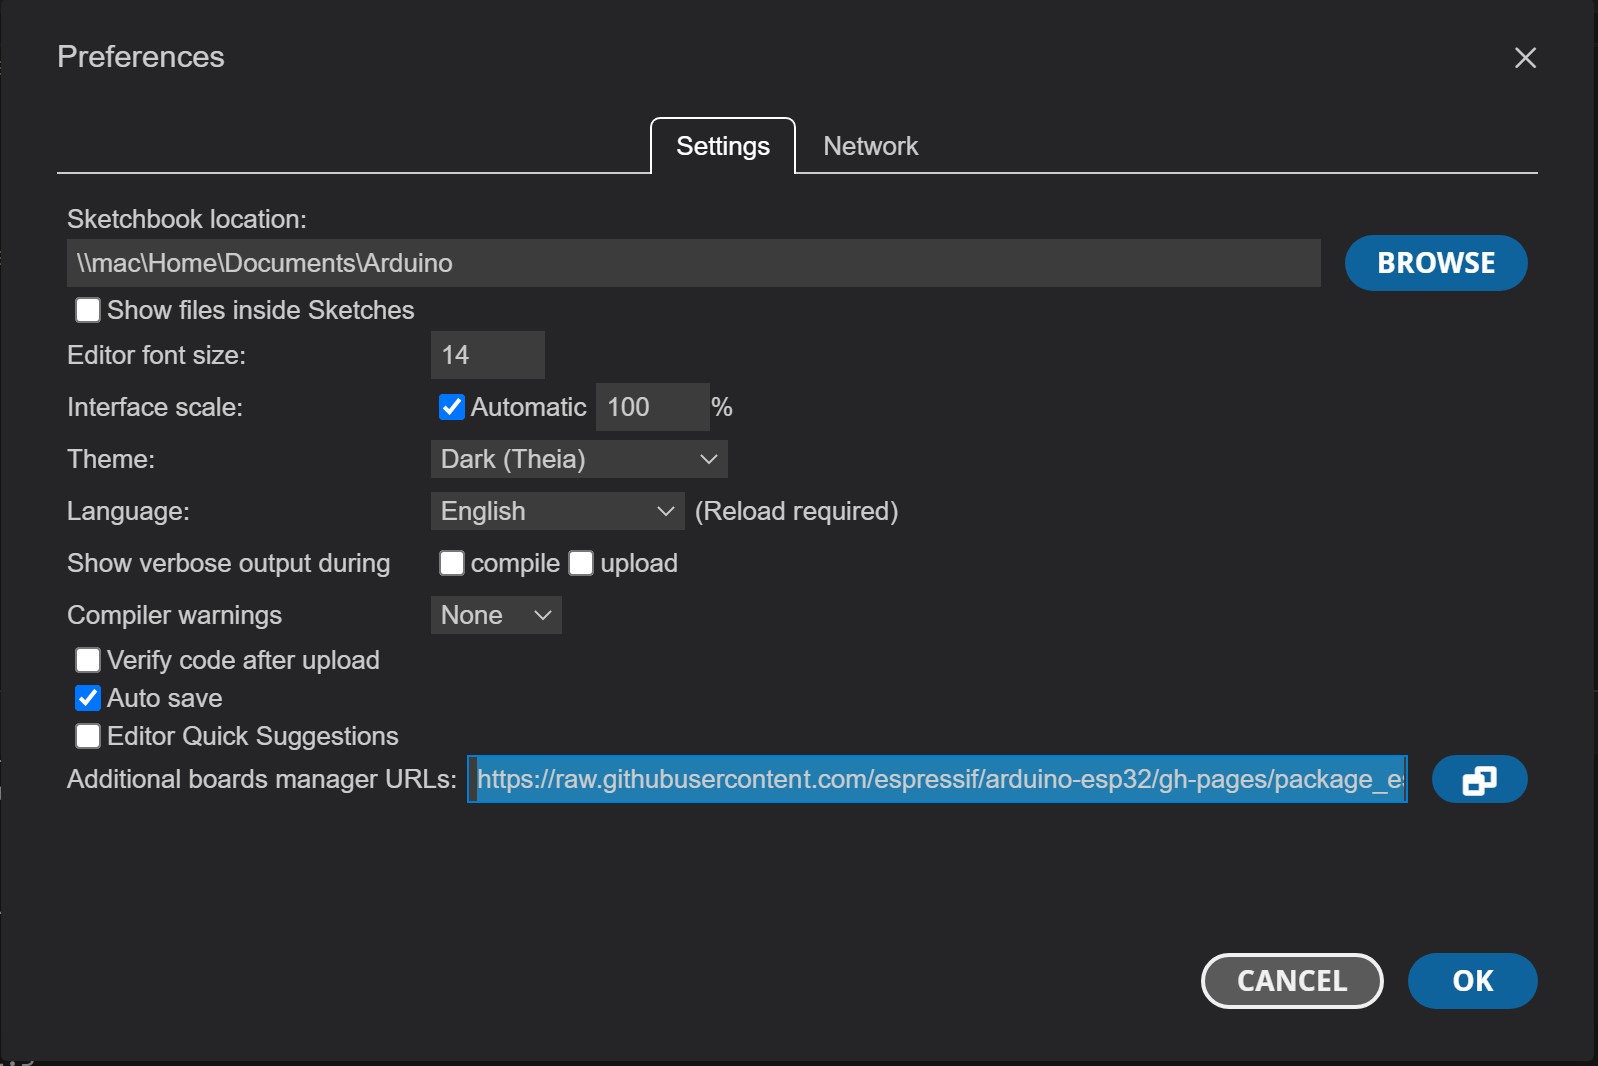 Preferences
Settings Network
Sketchbook location:
\\mac\Home\Documents\Arduino
BROWSE
Show files inside Sketches
Editor font size: 14
Interface scale: Automatic 100 %
Theme: Dark (Theia)
Language: English (Reload required)
Show verbose output during compile upload
Compiler warnings None
Verify code after upload
Auto save
Editor Quick Suggestions
Additional boards manager URLs: https://raw.githubusercontent.com/espressif/arduino-esp32/gh-pages/package_e
CANCEL OK